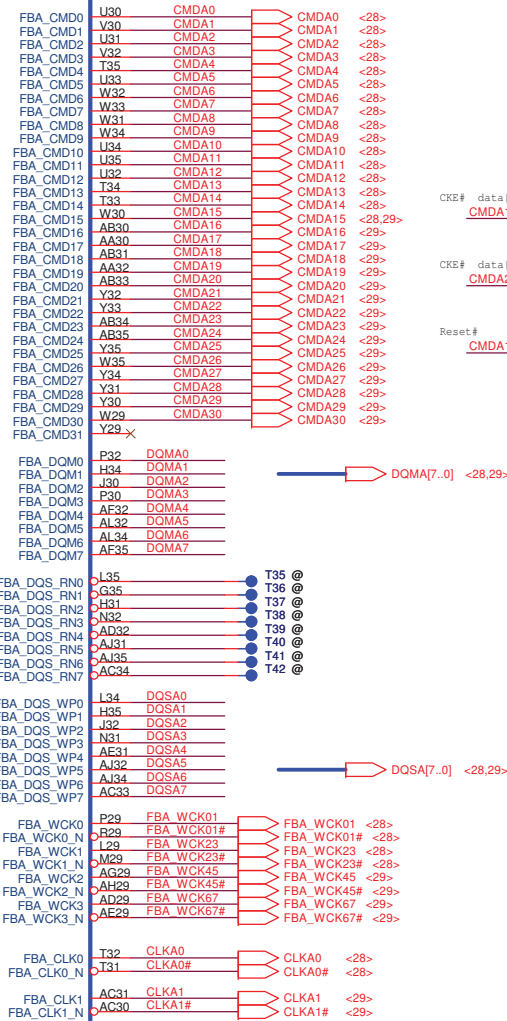 FBA_CMD0 U30 CMDA0 CMDA0 <28>
FBA_CMD1 V30 CMDA1 CMDA1 <28>
FBA_CMD2 U31 CMDA2 CMDA2 <28>
FBA_CMD3 V32 CMDA3 CMDA3 <28>
FBA_CMD4 T35 CMDA4 CMDA4 <28>
FBA_CMD5 U33 CMDA5 CMDA5 <28>
FBA_CMD6 W32 CMDA6 CMDA6 <28>
FBA_CMD7 W33 CMDA7 CMDA7 <28>
FBA_CMD8 W31 CMDA8 CMDA8 <28>
FBA_CMD9 W34 CMDA9 CMDA9 <28>
FBA_CMD10 U34 CMDA10 CMDA10 <28>
FBA_CMD11 U35 CMDA11 CMDA11 <28>
FBA_CMD12 U32 CMDA12 CMDA12 <28>
FBA_CMD13 T34 CMDA13 CMDA13 <28>
FBA_CMD14 T33 CMDA14 CMDA14 <28>
FBA_CMD15 W30 CMDA15 CMDA15 <28,29>
FBA_CMD16 AB30 CMDA16 CMDA16 <29>
FBA_CMD17 AA30 CMDA17 CMDA17 <29>
FBA_CMD18 AB31 CMDA18 CMDA18 <29>
FBA_CMD19 AA32 CMDA19 CMDA19 <29>
FBA_CMD20 AB33 CMDA20 CMDA20 <29>
FBA_CMD21 Y32 CMDA21 CMDA21 <29>
FBA_CMD22 Y33 CMDA22 CMDA22 <29>
FBA_CMD23 AB34 CMDA23 CMDA23 <29>
FBA_CMD24 AB35 CMDA24 CMDA24 <29>
FBA_CMD25 Y35 CMDA25 CMDA25 <29>
FBA_CMD26 W35 CMDA26 CMDA26 <29>
FBA_CMD27 Y34 CMDA27 CMDA27 <29>
FBA_CMD28 Y31 CMDA28 CMDA28 <29>
FBA_CMD29 Y30 CMDA29 CMDA29 <29>
FBA_CMD30 W29 CMDA30 CMDA30 <29>
FBA_CMD31 Y29
CKE# data
CMDA1
CKE# data
CMDA2
Reset#
CMDA1
FBA_DQM0 P32 DQMA0
FBA_DQM1 H34 DQMA1
FBA_DQM2 J30 DQMA2
FBA_DQM3 P30 DQMA3
FBA_DQM4 AF32 DQMA4
FBA_DQM5 AL32 DQMA5
FBA_DQM6 AL34 DQMA6
FBA_DQM7 AF35 DQMA7
DQMA[7..0] <28,29>
FBA_DQS_RN0 L35 T35 @
FBA_DQS_RN1 G35 T36 @
FBA_DQS_RN2 H31 T37 @
FBA_DQS_RN3 N32 T38 @
FBA_DQS_RN4 AD32 T39 @
FBA_DQS_RN5 AJ31 T40 @
FBA_DQS_RN6 AJ35 T41 @
FBA_DQS_RN7 AC34 T42 @
FBA_DQS_WP0 L34 DQSA0
FBA_DQS_WP1 H35 DQSA1
FBA_DQS_WP2 J32 DQSA2
FBA_DQS_WP3 N31 DQSA3
FBA_DQS_WP4 AE31 DQSA4
FBA_DQS_WP5 AJ32 DQSA5
FBA_DQS_WP6 AJ34 DQSA6
FBA_DQS_WP7 AC33 DQSA7
DQSA[7..0] <28,29>
FBA_WCK0 P29 FBA_WCK01 FBA_WCK01 <28>
FBA_WCK0_N R29 FBA_WCK01# FBA_WCK01# <28>
FBA_WCK1 L29 FBA_WCK23 FBA_WCK23 <28>
FBA_WCK1_N M29 FBA_WCK23# FBA_WCK23# <28>
FBA_WCK2 AG29 FBA_WCK45 FBA_WCK45 <29>
FBA_WCK2_N AH29 FBA_WCK45# FBA_WCK45# <29>
FBA_WCK3 AD29 FBA_WCK67 FBA_WCK67 <29>
FBA_WCK3_N AE29 FBA_WCK67# FBA_WCK67# <29>
FBA_CLK0 T32 CLKA0 CLKA0 <28>
FBA_CLK0_N T31 CLKA0# CLKA0# <28>
FBA_CLK1 AC31 CLKA1 CLKA1 <29>
FBA_CLK1_N AC30 CLKA1# CLKA1# <29>